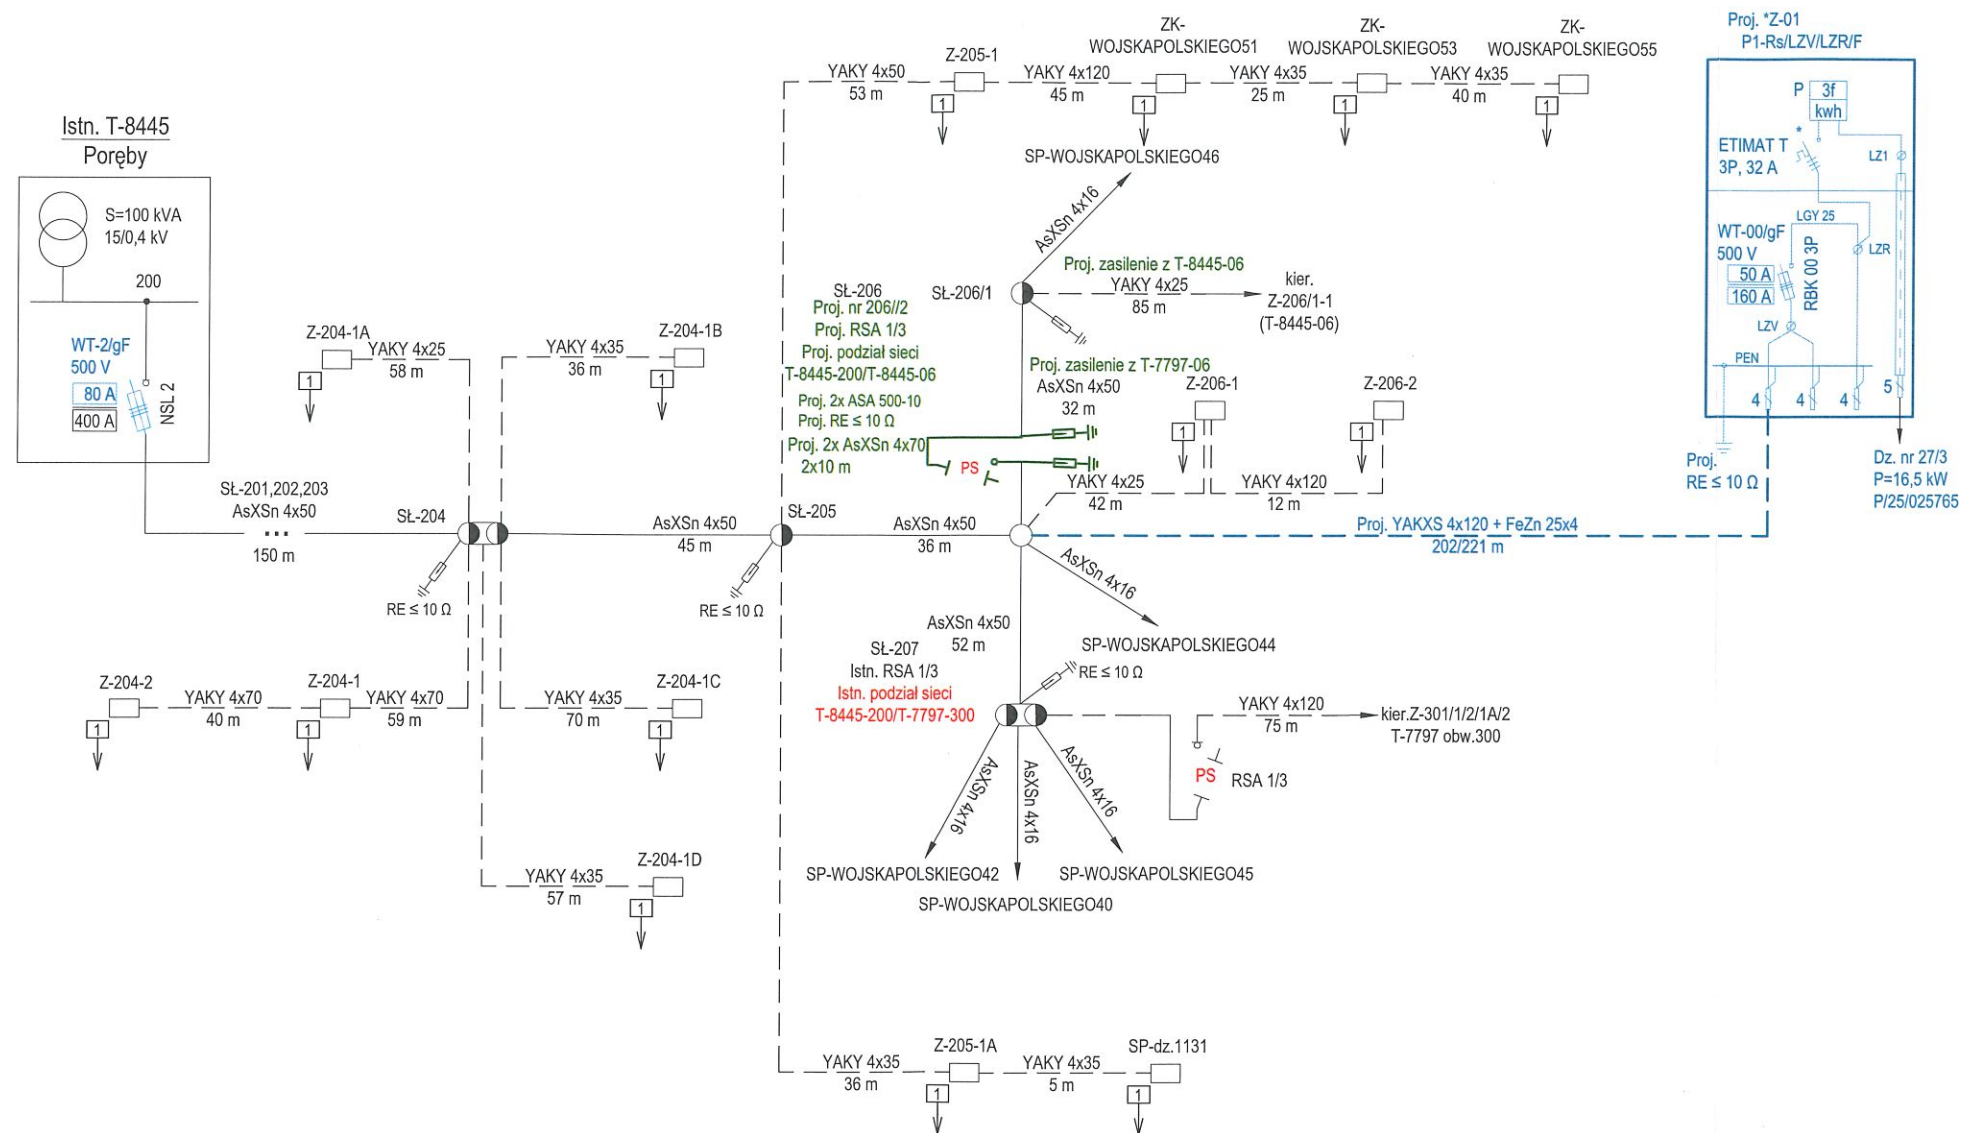 Istn. T-8445
Poręby
S=100 kVA
15/0,4 kV
200
WT-2/gF
500 V
80 A
400 A
NSL 2
SŁ-201,202,203
AsXSn 4x50
...
150 m
SŁ-204
RE ≤ 10 Ω
Z-204-1A
YAKY 4x25
58 m
1
Z-204-1B
YAKY 4x35
36 m
1
Z-204-2
YAKY 4x70
40 m
1
Z-204-1
YAKY 4x70
59 m
1
Z-204-1C
YAKY 4x35
70 m
1
Z-204-1D
YAKY 4x35
57 m
1
AsXSn 4x50
45 m
SŁ-205
RE ≤ 10 Ω
YAKY 4x50
53 m
Z-205-1
1
YAKY 4x120
45 m
ZK-
WOJSKAPOLSKIEGO51
1
YAKY 4x35
25 m
ZK-
WOJSKAPOLSKIEGO53
1
YAKY 4x35
40 m
ZK-
WOJSKAPOLSKIEGO55
1
YAKY 4x35
36 m
Z-205-1A
1
YAKY 4x35
5 m
SP-dz.1131
1
AsXSn 4x50
36 m
SŁ-206
Proj. nr 206//2
Proj. RSA 1/3
Proj. podział sieci
T-8445-200/T-8445-06
Proj. 2x ASA 500-10
Proj. RE ≤ 10 Ω
Proj. 2x AsXSn 4x70
2x10 m
PS
SŁ-206/1
SP-WOJSKAPOLSKIEGO46
AsXSn 4x16
Proj. zasilenie z T-8445-06
YAKY 4x25
85 m
kier.
Z-206/1-1
(T-8445-06)
Proj. zasilenie z T-7797-06
AsXSn 4x50
32 m
Z-206-1
1
YAKY 4x25
42 m
Z-206-2
1
YAKY 4x120
12 m
AsXSn 4x16
SP-WOJSKAPOLSKIEGO44
AsXSn 4x50
52 m
SŁ-207
Istn. RSA 1/3
Istn. podział sieci
T-8445-200/T-7797-300
RE ≤ 10 Ω
AsXSn 4x16
AsXSn 4x16
AsXSn 4x16
SP-WOJSKAPOLSKIEGO42
SP-WOJSKAPOLSKIEGO40
SP-WOJSKAPOLSKIEGO45
YAKY 4x120
75 m
kier.Z-301/1/2/1A/2
T-7797 obw.300
PS
RSA 1/3
Proj. YAKXS 4x120 + FeZn 25x4
202/221 m
Proj. *Z-01
P1-Rs/LZV/LZR/F
P
3f
kwh
*
ETIMAT T
3P, 32 A
LZ1
LGY 25
WT-00/gF
500 V
50 A
160 A
RBK 00 3P
LZR
LZV
PEN
4
4
4
5
Proj.
RE ≤ 10 Ω
Dz. nr 27/3
P=16,5 kW
P/25/025765